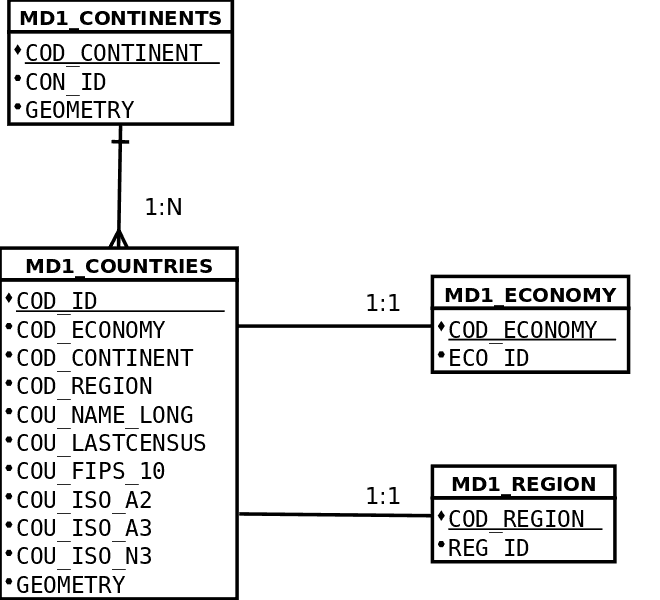 MD1_CONTINENTS
COD_CONTINENT
CON_ID
GEOMETRY
1:N
MD1_COUNTRIES
COD_ID
COD_ECONOMY
COD_CONTINENT
COD_REGION
COU_NAME_LONG
COU_LASTCENSUS
COU_FIPS_10
COU_ISO_A2
COU_ISO_A3
COU_ISO_N3
GEOMETRY
1:1
MD1_ECONOMY
COD_ECONOMY
ECO_ID
1:1
MD1_REGION
COD_REGION
REG_ID